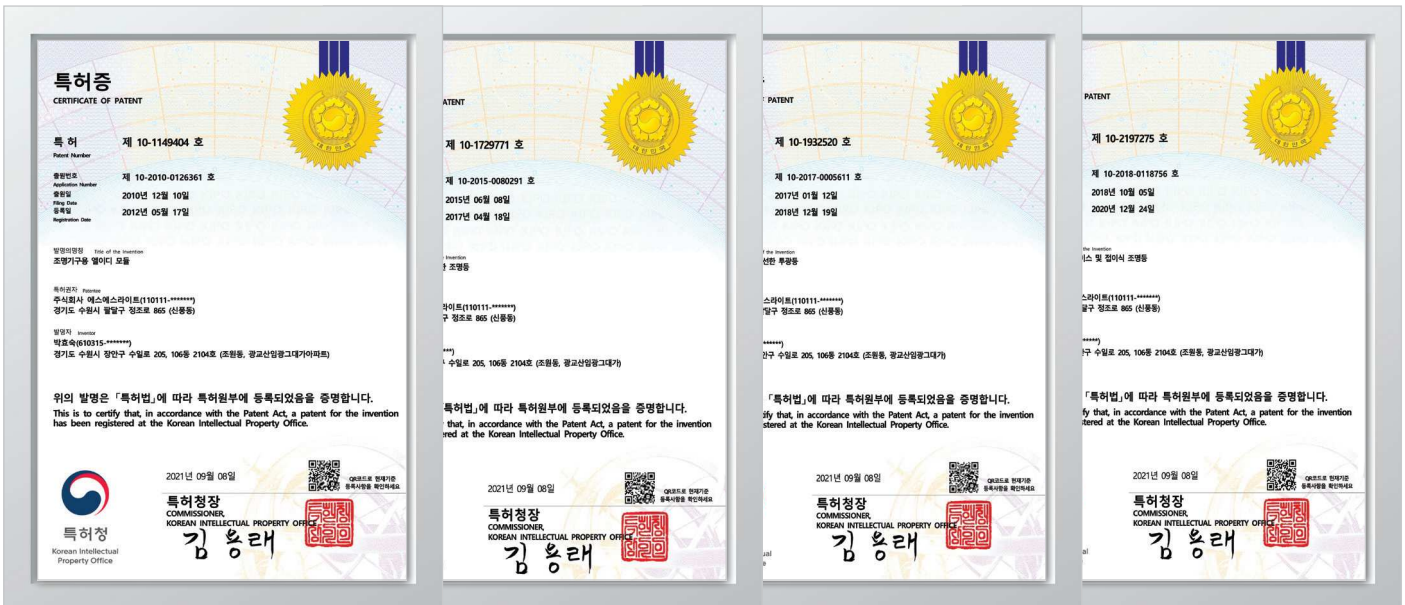 특허증
CERTIFICATE OF PATENT
특 허
Patent Number
제 10-1149404 호
출원번호
Application Number
제 10-2010-0126361 호
출원일
Filing Date
2010년 12월 10일
등록일
Registration Date
2012년 05월 17일
발명의명칭 Title of the Invention
조명기구용 엘이디 모듈
특허권자 Patentee
주식회사 에스에스라이트(110111-*******)
경기도 수원시 팔달구 정조로 865 (신풍동)
발명자 Inventor
박효숙(610315-*******)
경기도 수원시 장안구 수일로 205, 106동 2104호 (조원동, 광교산임광그대가아파트)
위의 발명은 「특허법」에 따라 특허원부에 등록되었음을 증명합니다.
This is to certify that, in accordance with the Patent Act, a patent for the invention
has been registered at the Korean Intellectual Property Office.
특허청
Korean Intellectual
Property Office
2021년 09월 08일
QR코드로 현재기준
등록사항을 확인하세요
특허청장
COMMISSIONER,
KOREAN INTELLECTUAL PROPERTY OFFICE
김용래
대한민국
ATENT
제 10-1729771 호
제 10-2015-0080291 호
2015년 06월 08일
2017년 04월 18일
Invention
조명등
라이트(110111-*******)
구 정조로 865 (신풍동)
수일로 205, 106동 2104호 (조원동, 광교산임광그대가)
특허법」에 따라 특허원부에 등록되었음을 증명합니다.
that, in accordance with the Patent Act, a patent for the invention
ered at the Korean Intellectual Property Office.
2021년 09월 08일
QR코드로 현재기준
등록사항을 확인하세요
특허청장
COMMISSIONER,
KOREAN INTELLECTUAL PROPERTY OFFICE
김용래
대한민국
PATENT
제 10-1932520 호
제 10-2017-0005611 호
2017년 01월 12일
2018년 12월 19일
of the Invention
선한 투광등
스라이트(110111-*******)
달구 정조로 865 (신풍동)
안구 수일로 205, 106동 2104호 (조원동, 광교산임광그대가)
「특허법」에 따라 특허원부에 등록되었음을 증명합니다.
ify that, in accordance with the Patent Act, a patent for the invention
stered at the Korean Intellectual Property Office.
2021년 09월 08일
QR코드로 현재기준
등록사항을 확인하세요
특허청장
COMMISSIONER,
KOREAN INTELLECTUAL PROPERTY OFFICE
김용래
대한민국
PATENT
제 10-2197275 호
제 10-2018-0118756 호
2018년 10월 05일
2020년 12월 24일
the Invention
이스 및 접이식 조명등
스라이트(110111-*******)
달구 정조로 865 (신풍동)
수일로 205, 106동 2104호 (조원동, 광교산임광그대가)
「특허법」에 따라 특허원부에 등록되었음을 증명합니다.
ify that, in accordance with the Patent Act, a patent for the invention
stered at the Korean Intellectual Property Office.
2021년 09월 08일
QR코드로 현재기준
등록사항을 확인하세요
특허청장
COMMISSIONER,
KOREAN INTELLECTUAL PROPERTY OFFICE
김용래
대한민국